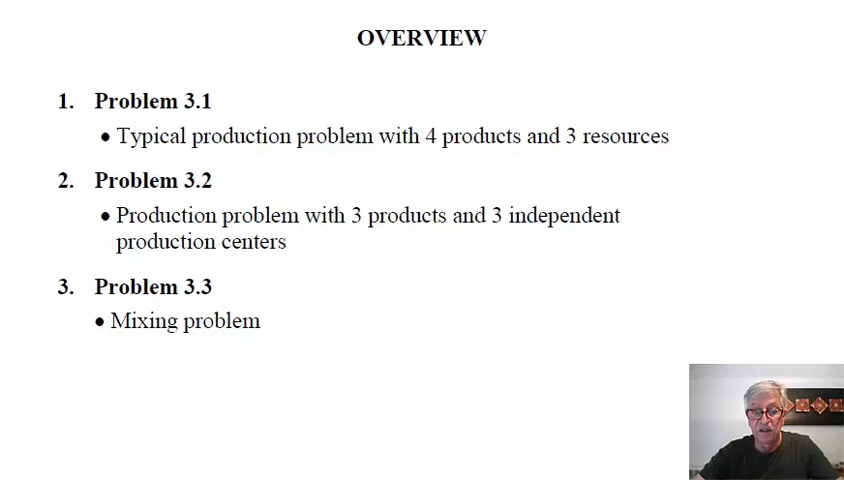 OVERVIEW
1. Problem 3.1
• Typical production problem with 4 products and 3 resources
2. Problem 3.2
• Production problem with 3 products and 3 independent
production centers
3. Problem 3.3
• Mixing problem